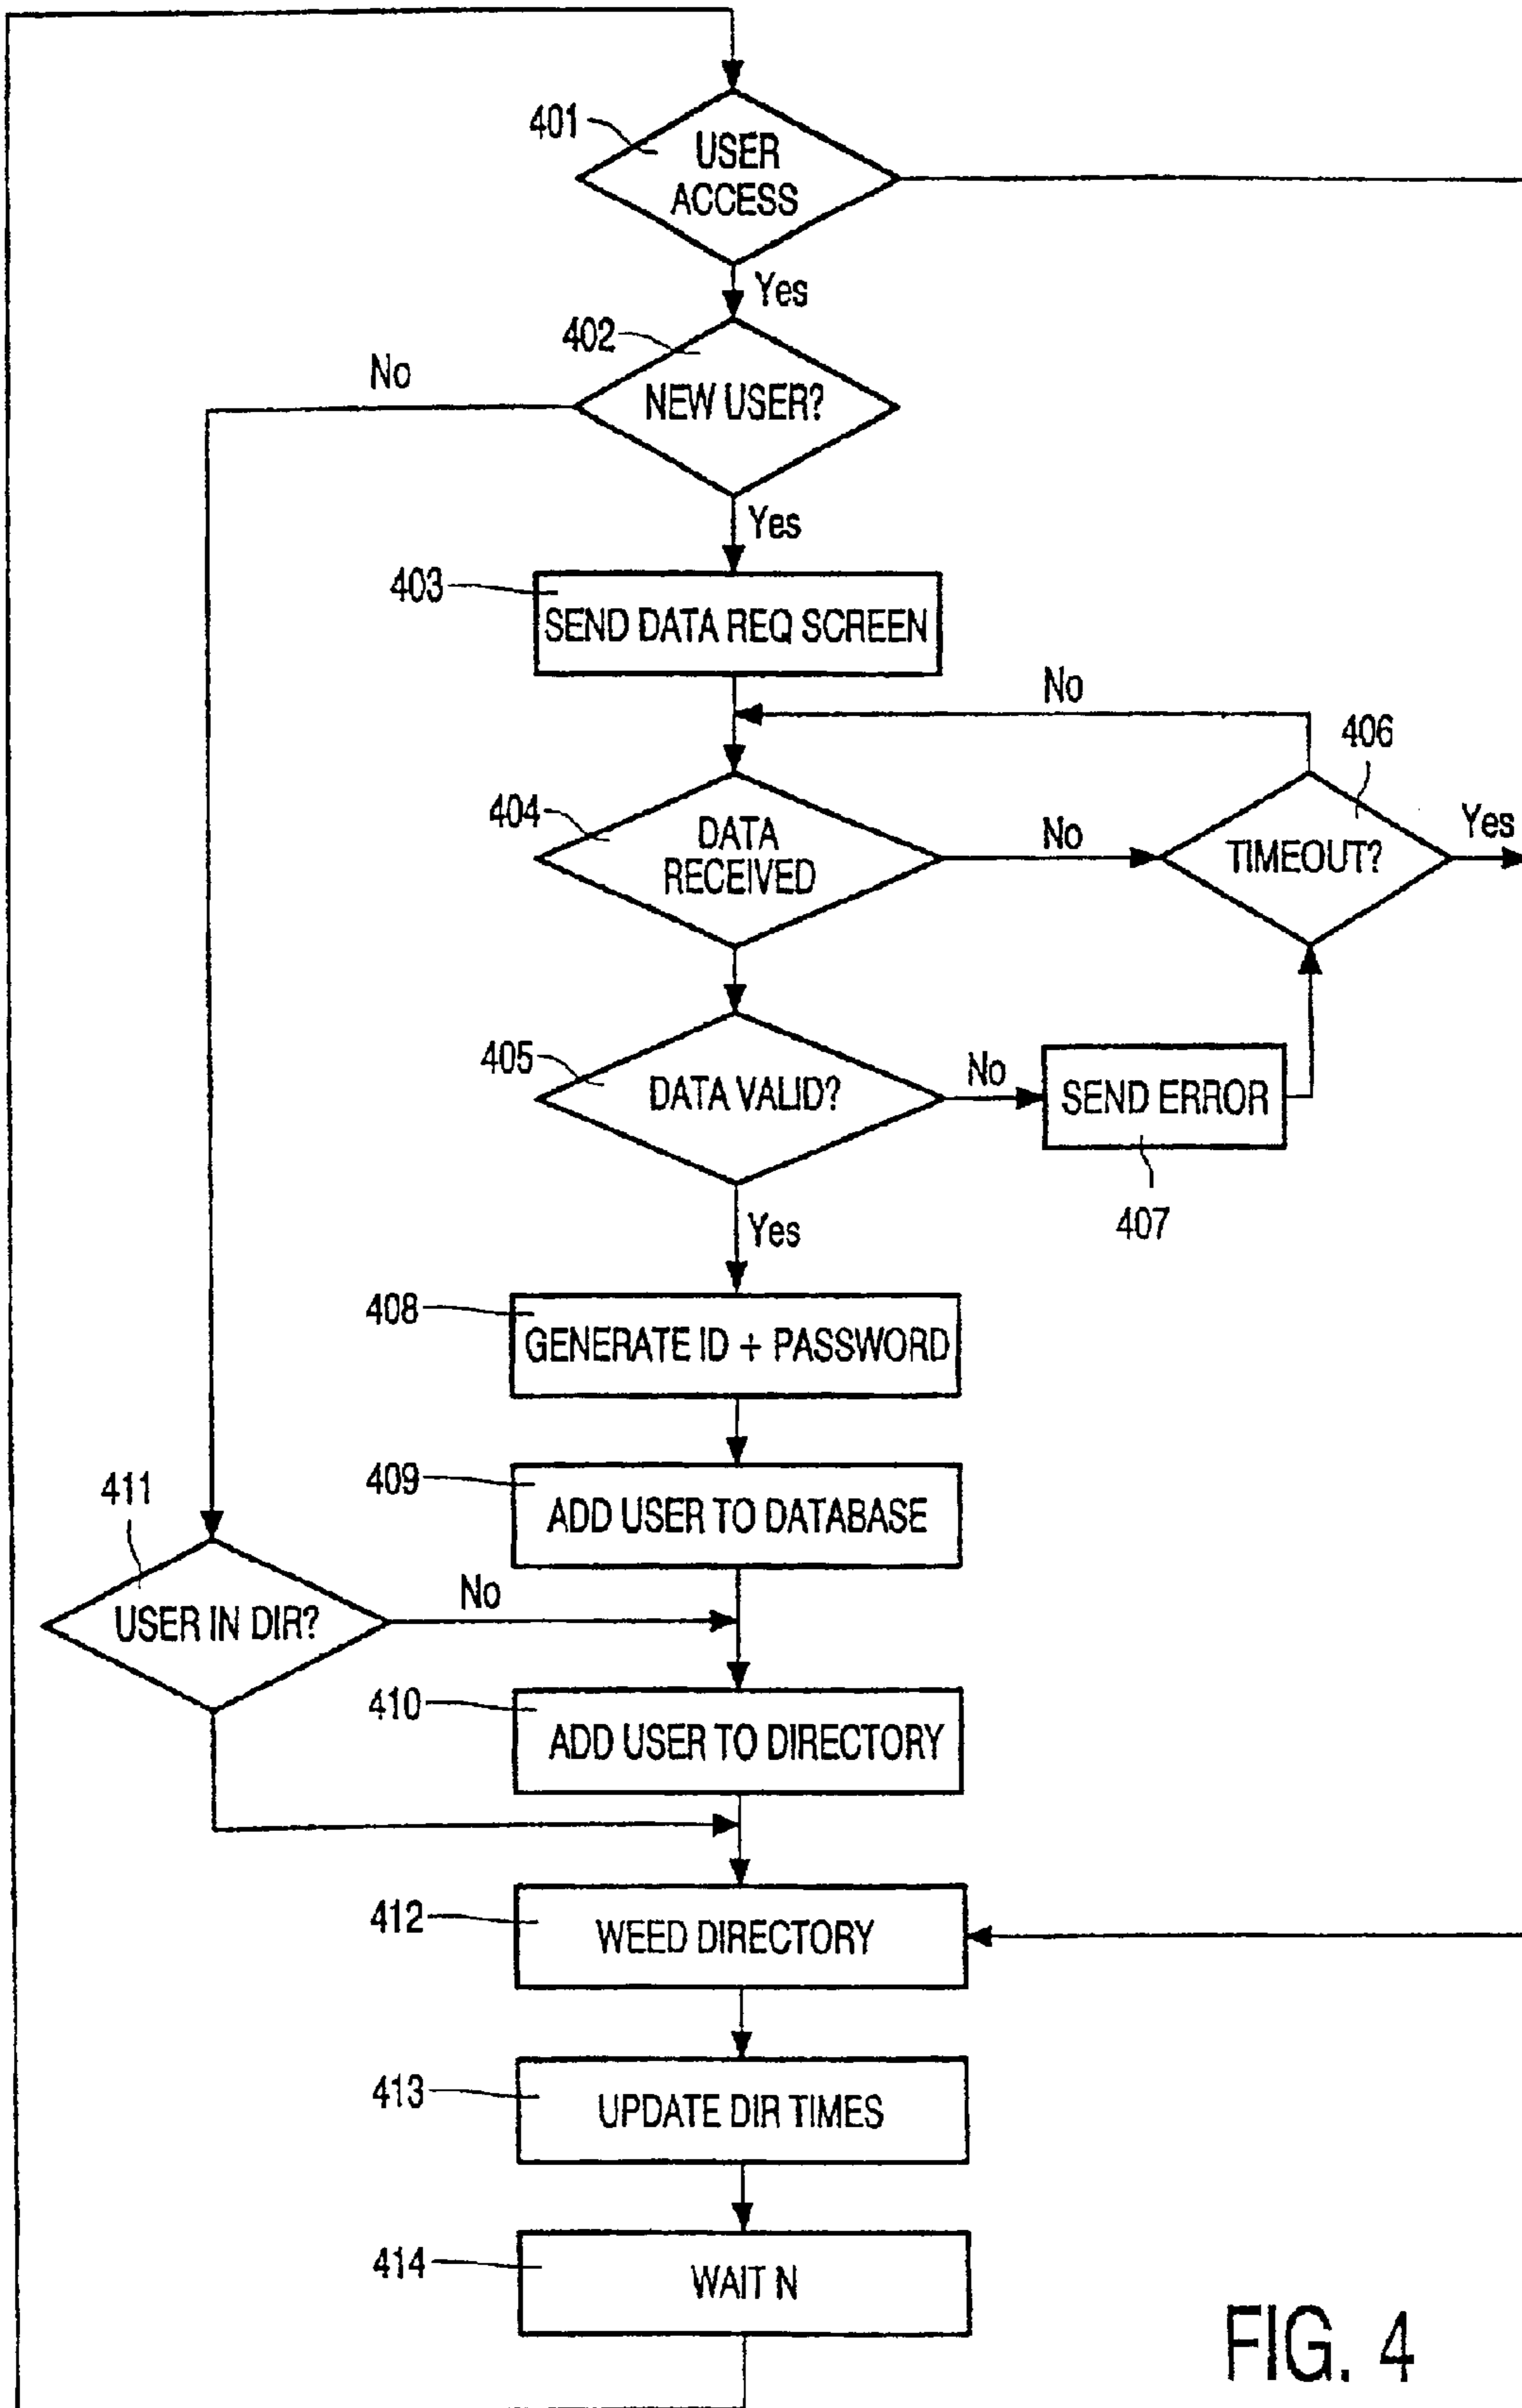 401
USER
ACCESS
Yes
402
No
NEW USER?
Yes
403
SEND DATA REQ SCREEN
No
406
404
DATA
RECEIVED
No
TIMEOUT?
Yes
405
DATA VALID?
No
SEND ERROR
407
Yes
408
GENERATE ID + PASSWORD
409
ADD USER TO DATABASE
411
USER IN DIR?
No
410
ADD USER TO DIRECTORY
412
WEED DIRECTORY
413
UPDATE DIR TIMES
414
WAIT N
FIG. 4